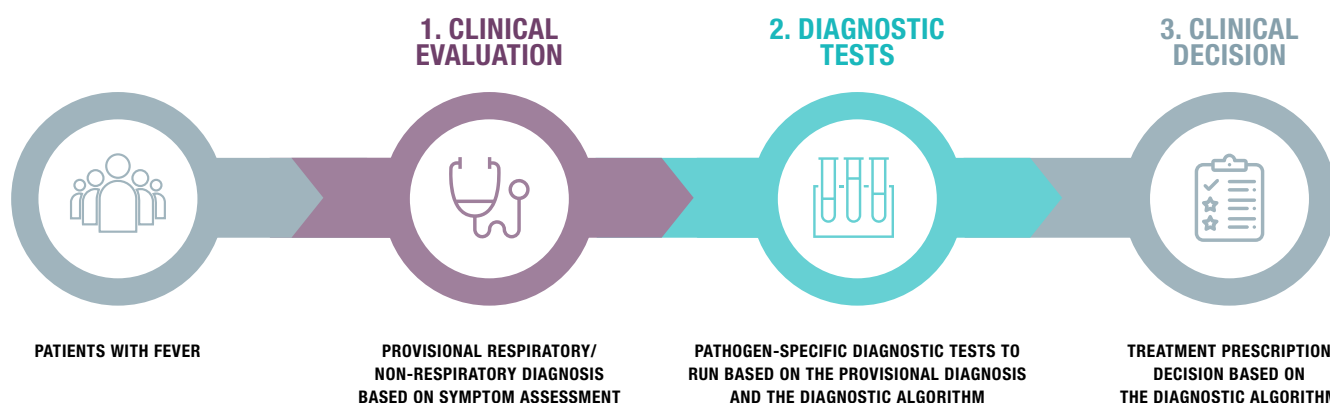 1. CLINICAL
EVALUATION
2. DIAGNOSTIC
TESTS
3. CLINICAL
DECISION
PATIENTS WITH FEVER
PROVISIONAL RESPIRATORY/
NON-RESPIRATORY DIAGNOSIS
BASED ON SYMPTOM ASSESSMENT
PATHOGEN-SPECIFIC DIAGNOSTIC TESTS TO
RUN BASED ON THE PROVISIONAL DIAGNOSIS
AND THE DIAGNOSTIC ALGORITHM
TREATMENT PRESCRIPTION
DECISION BASED ON
THE DIAGNOSTIC ALGORITHM